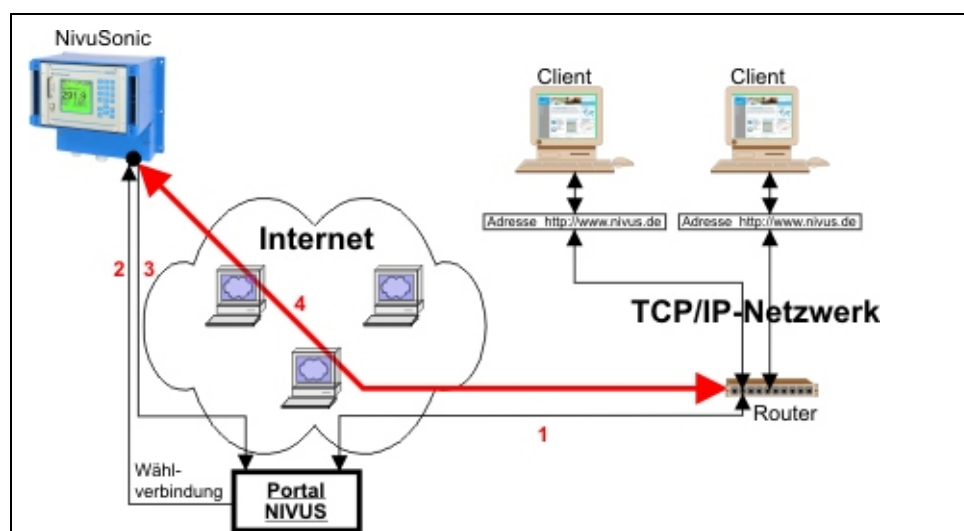 NivuSonic
Client
Client
Adresse http://www.nivus.de
Adresse http://www.nivus.de
Internet
2
3
4
TCP/IP-Netzwerk
Router
1
Wähl-
verbindung
Portal
NIVUS